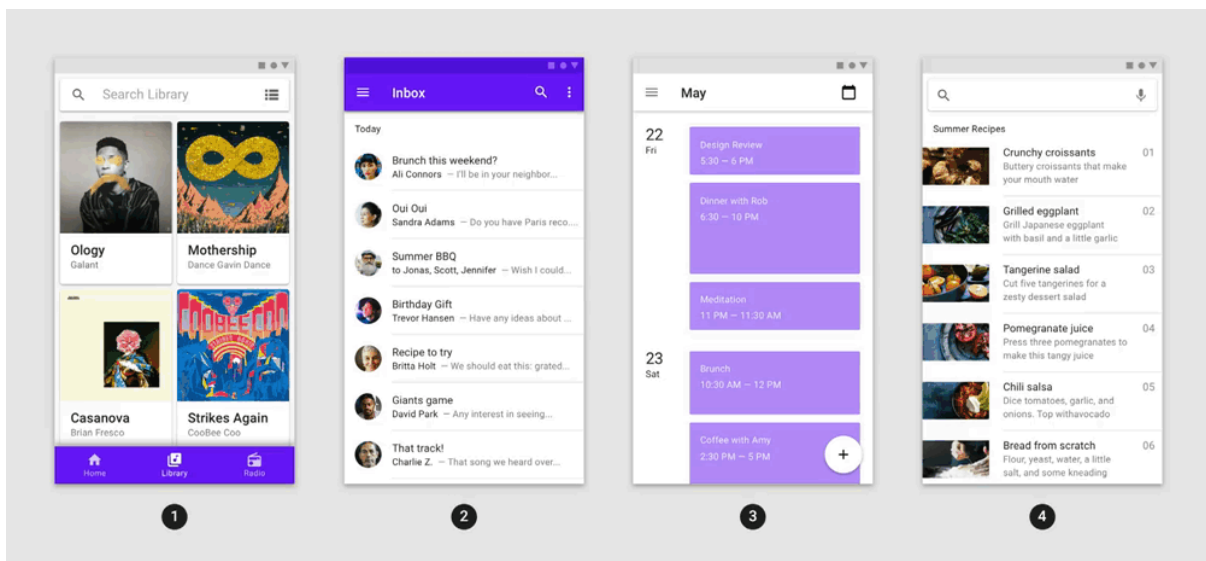 Search Library
Ology
Galant
Mothership
Dance Gavin Dance
Casanova
Brian Fresco
Strikes Again
CooBee Coo
Home
Library
Radio
1
Inbox
Today
Brunch this weekend?
Ali Connors — I'll be in your neighbor...
Oui Oui
Sandra Adams — Do you have Paris reco....
Summer BBQ
to Jonas, Scott, Jennifer — Wish I could...
Birthday Gift
Trevor Hansen — Have any ideas about ...
Recipe to try
Britta Holt — We should eat this: grated...
Giants game
David Park — Any interest in seeing...
That track!
Charlie Z. — That song we heard over...
2
May
22
Fri
Design Review
5:30 — 6 PM
Dinner with Rob
6:30 — 10 PM
Meditation
11 PM — 11:30 AM
23
Sat
Brunch
10:30 AM — 12 PM
Coffee with Amy
2:30 PM — 5 PM
+
3
Summer Recipes
Crunchy croissants 01
Buttery croissants that make
your mouth water
Grilled eggplant 02
Grill Japanese eggplant
with basil and a little garlic
Tangerine salad 03
Cut five tangerines for a
zesty dessert salad
Pomegranate juice 04
Press three pomegranates to
make this tangy juice
Chili salsa 05
Dice tomatoes, garlic, and
onions. Top withavocado
Bread from scratch 06
Flour, yeast, water, a little
salt, and some kneading
4